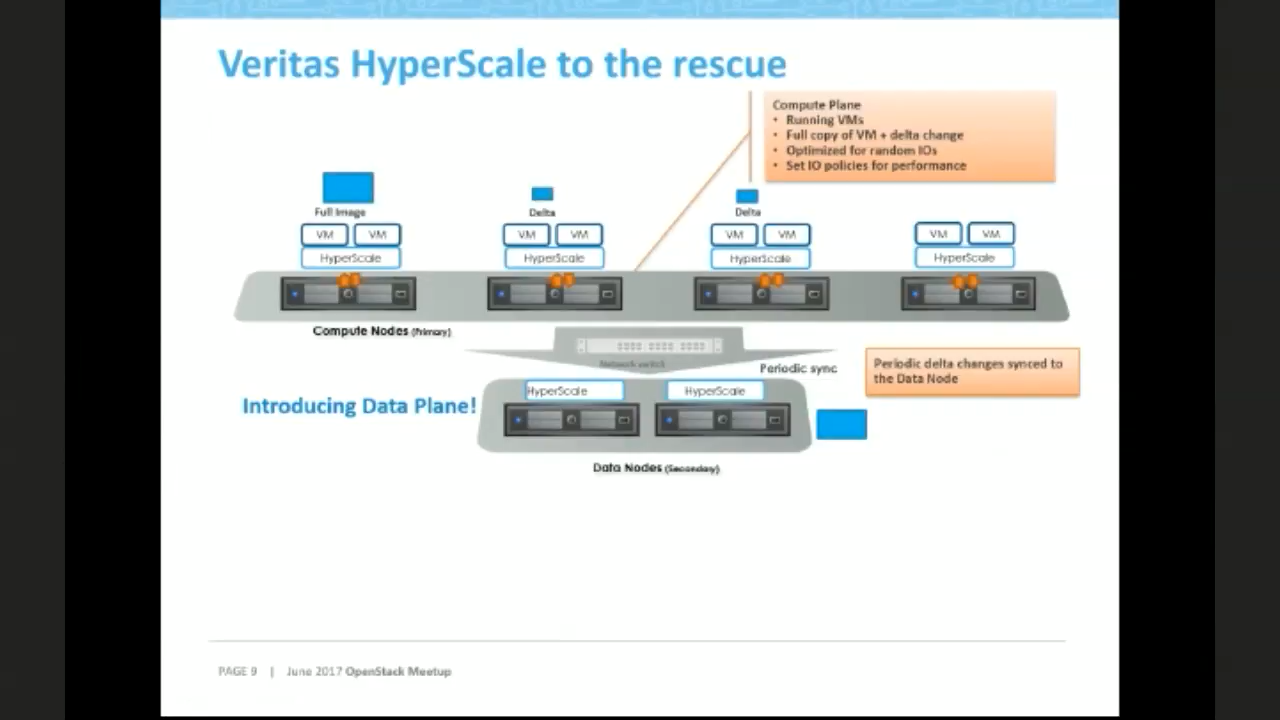 Veritas HyperScale to the rescue
Compute Plane
• Running VMs
• Full copy of VM + delta change
• Optimized for random IOs
• Set IO policies for performance
Full Image
Delta
Delta
VM VM
VM VM
VM VM
VM VM
HyperScale
HyperScale
HyperScale
HyperScale
Compute Nodes (Primary)
Network switch
Periodic sync
Periodic delta changes synced to
the Data Node
HyperScale
HyperScale
Introducing Data Plane!
Data Nodes (Secondary)
PAGE 9 | June 2017 OpenStack Meetup